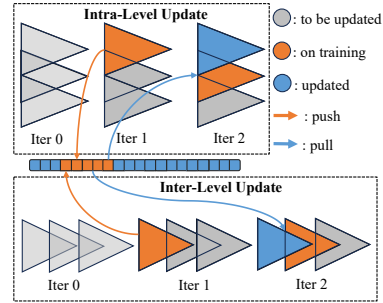 Intra-Level Update
Iter 0
Iter 1
Iter 2
: to be updated
: on training
: updated
: push
: pull
Inter-Level Update
Iter 0
Iter 1
Iter 2